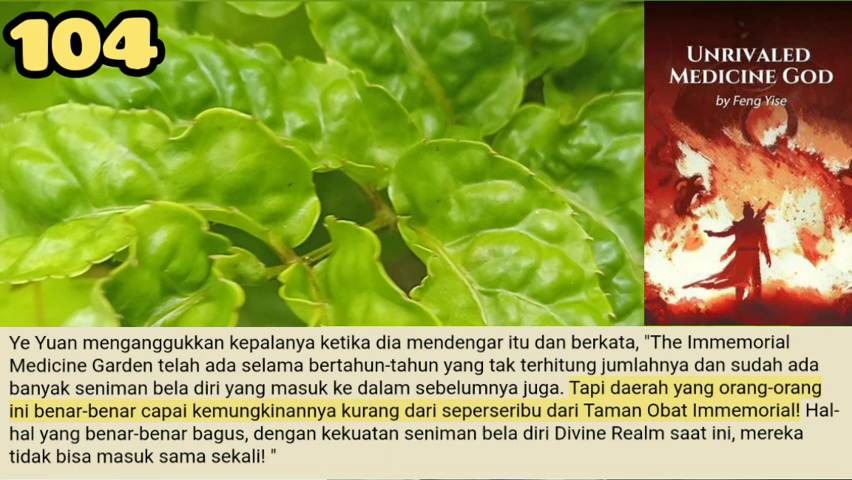 104
UNRIVALED
MEDICINE GOD
by Feng Yise
Ye Yuan menganggukkan kepalanya ketika dia mendengar itu dan berkata, "The Immemorial
Medicine Garden telah ada selama bertahun-tahun yang tak terhitung jumlahnya dan sudah ada
banyak seniman bela diri yang masuk ke dalam sebelumnya juga. Tapi daerah yang orang-orang
ini benar-benar capai kemungkinannya kurang dari seperseribu dari Taman Obat Immemorial! Hal-
hal yang benar-benar bagus, dengan kekuatan seniman bela diri Divine Realm saat ini, mereka
tidak bisa masuk sama sekali! "